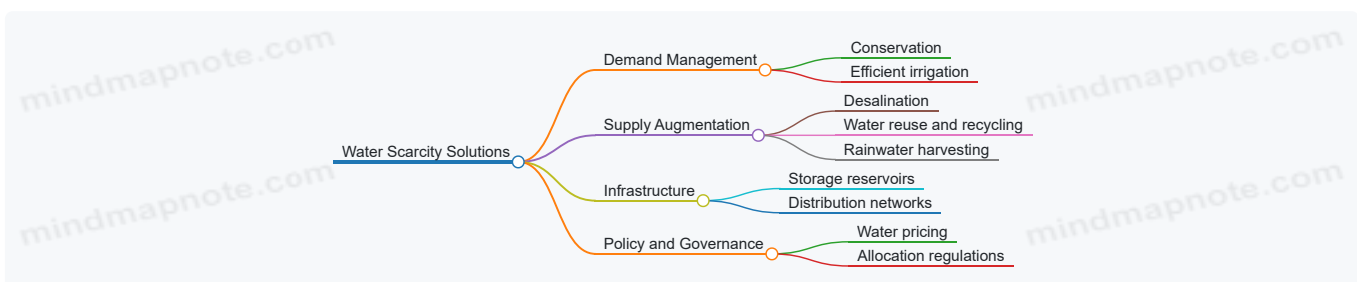 mindmapnote.com
mindmapnote.com
Water Scarcity Solutions
Demand Management
Conservation
Efficient irrigation
Supply Augmentation
Desalination
Water reuse and recycling
Rainwater harvesting
Infrastructure
Storage reservoirs
Distribution networks
Policy and Governance
Water pricing
Allocation regulations
mindmapnote.com
mindmapnote.com